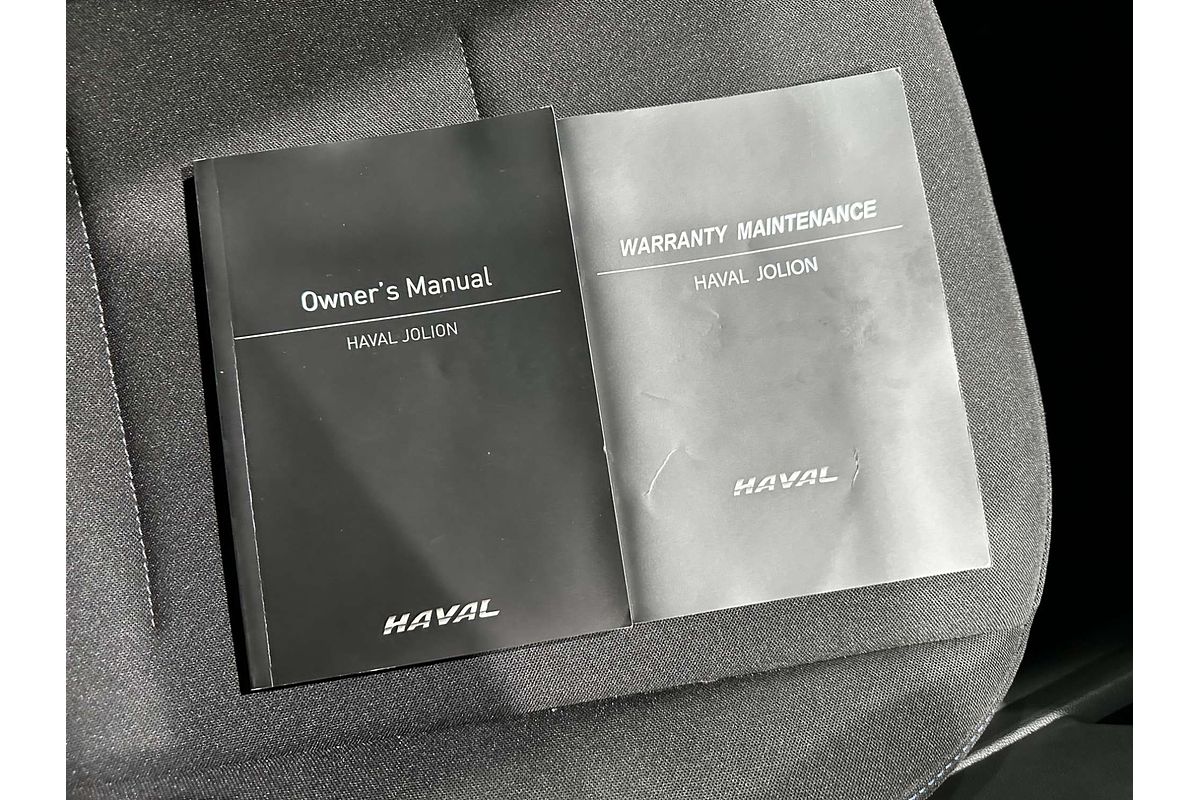 Owner's Manual
HAVAL JOLION
HAVAL
WARRANTY MAINTENANCE
HAVAL JOLION
HAVAL